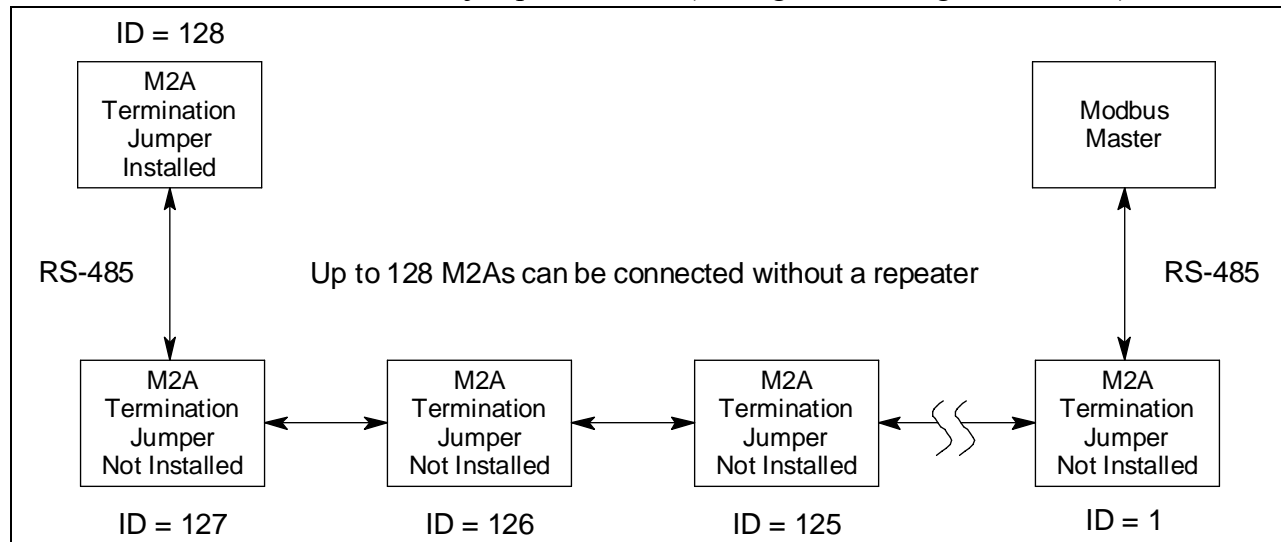 ID = 128
M2A
Termination
Jumper
Installed
Modbus
Master
RS-485
Up to 128 M2As can be connected without a repeater
RS-485
M2A
Termination
Jumper
Not Installed
M2A
Termination
Jumper
Not Installed
M2A
Termination
Jumper
Not Installed
M2A
Termination
Jumper
Not Installed
ID = 127
ID = 126
ID = 125
ID = 1